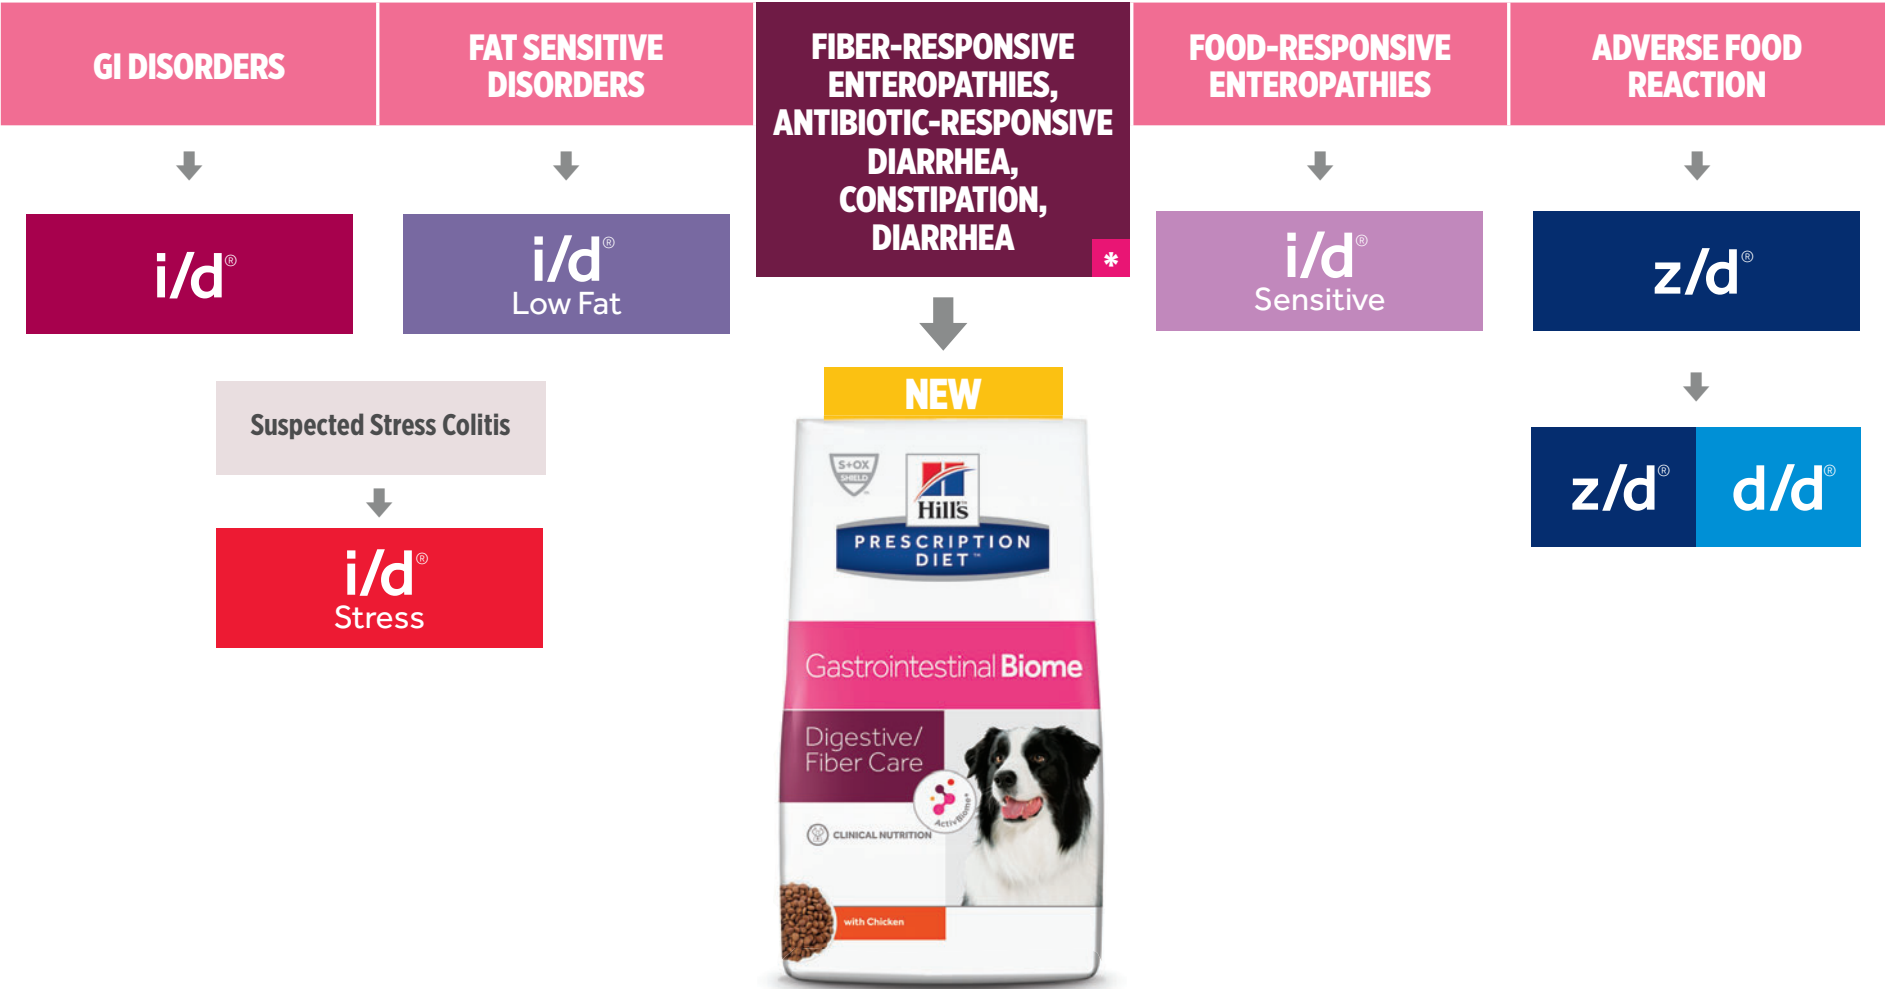 GI DISORDERS
FAT SENSITIVE
DISORDERS
FIBER-RESPONSIVE
ENTEROPATHIES,
ANTIBIOTIC-RESPONSIVE
DIARRHEA,
CONSTIPATION,
DIARRHEA
*
FOOD-RESPONSIVE
ENTEROPATHIES
ADVERSE FOOD
REACTION
i/d®
i/d®
Low Fat
i/d®
Sensitive
z/d®
Suspected Stress Colitis
i/d®
Stress
z/d®
d/d®
NEW
S+OX
SHIELD™
Hill's
PRESCRIPTION
DIET™
Gastrointestinal Biome
Digestive/
Fiber Care
ActivBiome+
CLINICAL NUTRITION
with Chicken